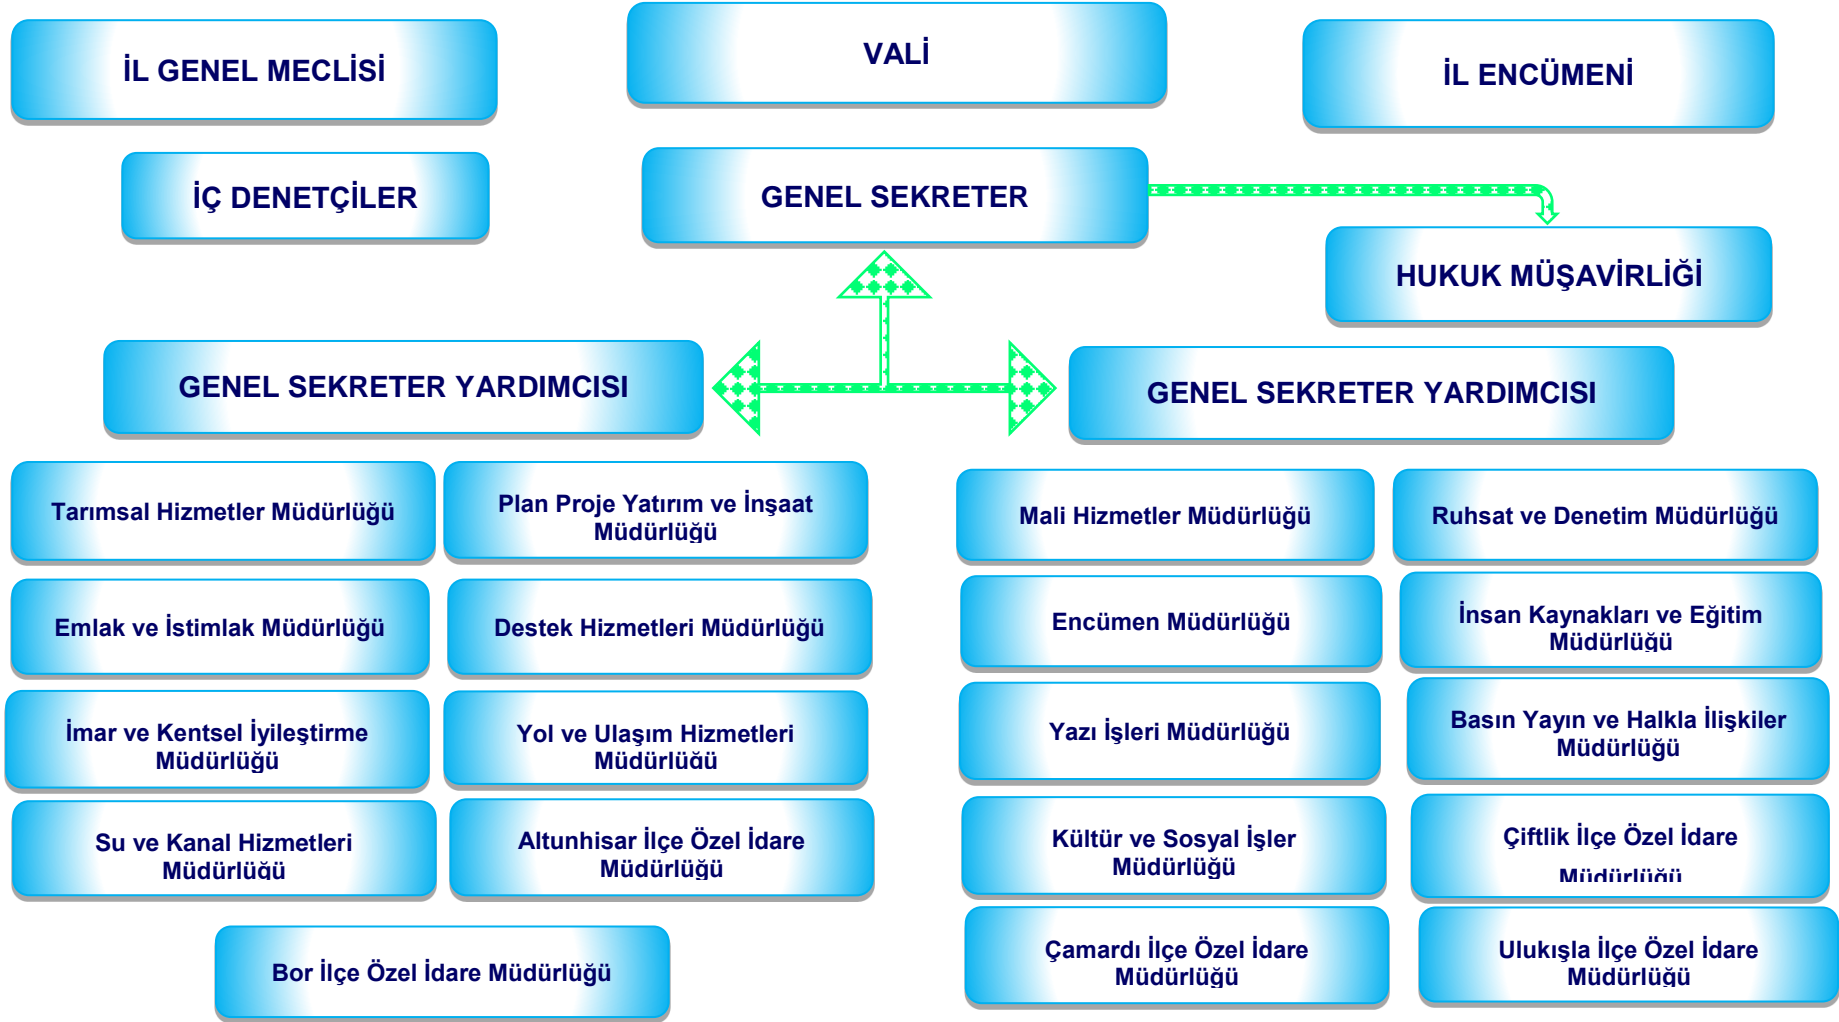 İL GENEL MECLİSİ
VALİ
İL ENCÜMENİ
İÇ DENETÇİLER
GENEL SEKRETER
HUKUK MÜŞAVİRLİĞİ
GENEL SEKRETER YARDIMCISI
GENEL SEKRETER YARDIMCISI
Tarımsal Hizmetler Müdürlüğü
Plan Proje Yatırım ve İnşaat
Müdürlüğü
Mali Hizmetler Müdürlüğü
Ruhsat ve Denetim Müdürlüğü
Emlak ve İstimlak Müdürlüğü
Destek Hizmetleri Müdürlüğü
Encümen Müdürlüğü
İnsan Kaynakları ve Eğitim
Müdürlüğü
İmar ve Kentsel İyileştirme
Müdürlüğü
Yol ve Ulaşım Hizmetleri
Müdürlüğü
Yazı İşleri Müdürlüğü
Basın Yayın ve Halkla İlişkiler
Müdürlüğü
Su ve Kanal Hizmetleri
Müdürlüğü
Altunhisar İlçe Özel İdare
Müdürlüğü
Kültür ve Sosyal İşler
Müdürlüğü
Çiftlik İlçe Özel İdare
Müdürlüğü
Bor İlçe Özel İdare Müdürlüğü
Çamardı İlçe Özel İdare
Müdürlüğü
Ulukışla İlçe Özel İdare
Müdürlüğü